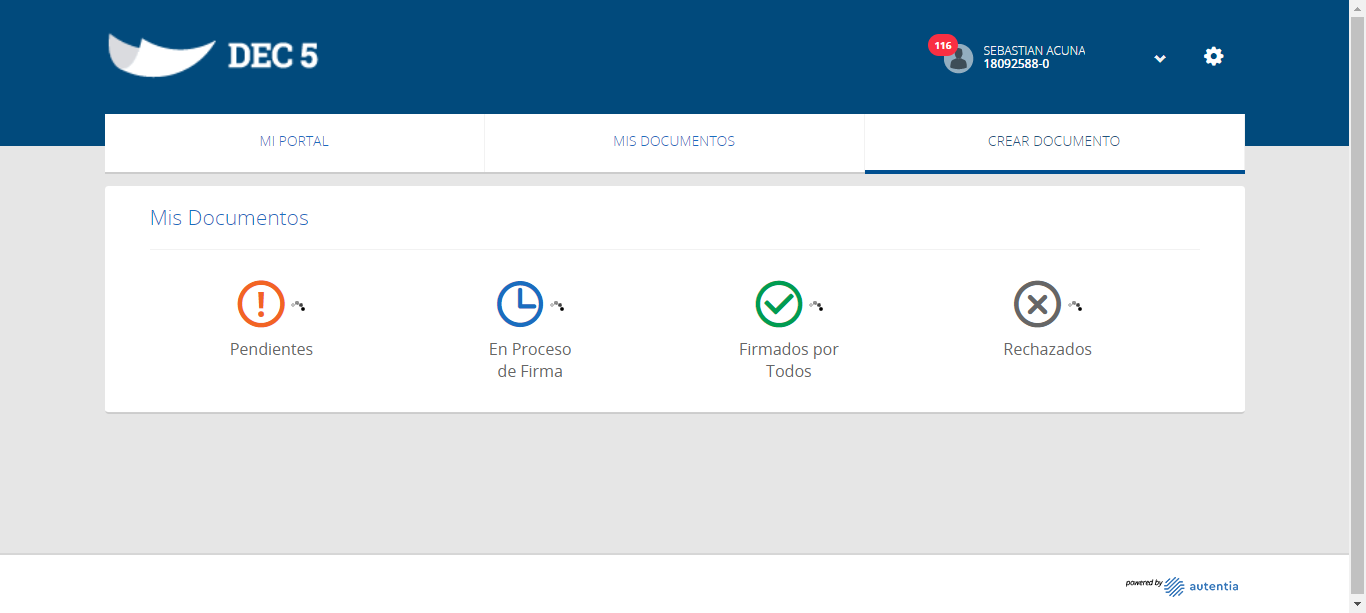 DEC 5
116
SEBASTIAN ACUNA
18092588-0
MI PORTAL
MIS DOCUMENTOS
CREAR DOCUMENTO
Mis Documentos
Pendientes
En Proceso
de Firma
Firmados por
Todos
Rechazados
powered by autentia